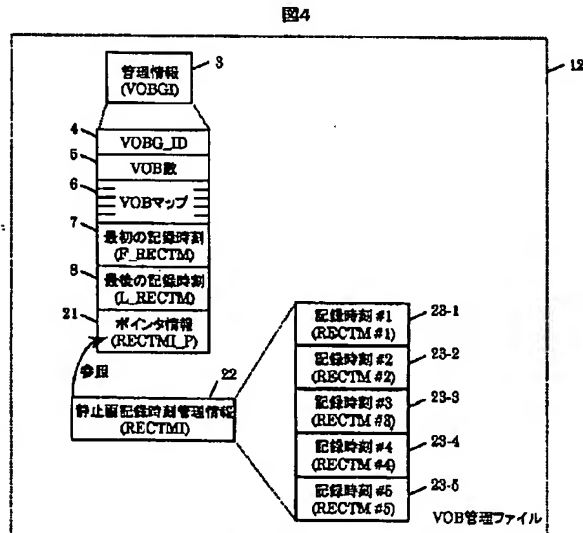 図4
12
管理情報
(VOBGI)
3
4
VOBG_ID
5
VOB数
6
VOBマップ
7
最初の記録時刻
(F_RECTM)
8
最後の記録時刻
(L_RECTM)
21
ポインタ情報
(RECTMI_P)
参照
22
静止画記録時刻管理情報
(RECTMI)
記録時刻 #1
(RECTM #1)
23-1
記録時刻 #2
(RECTM #2)
23-2
記録時刻 #3
(RECTM #3)
23-3
記録時刻 #4
(RECTM #4)
23-4
記録時刻 #5
(RECTM #5)
23-5
VOB管理ファイル